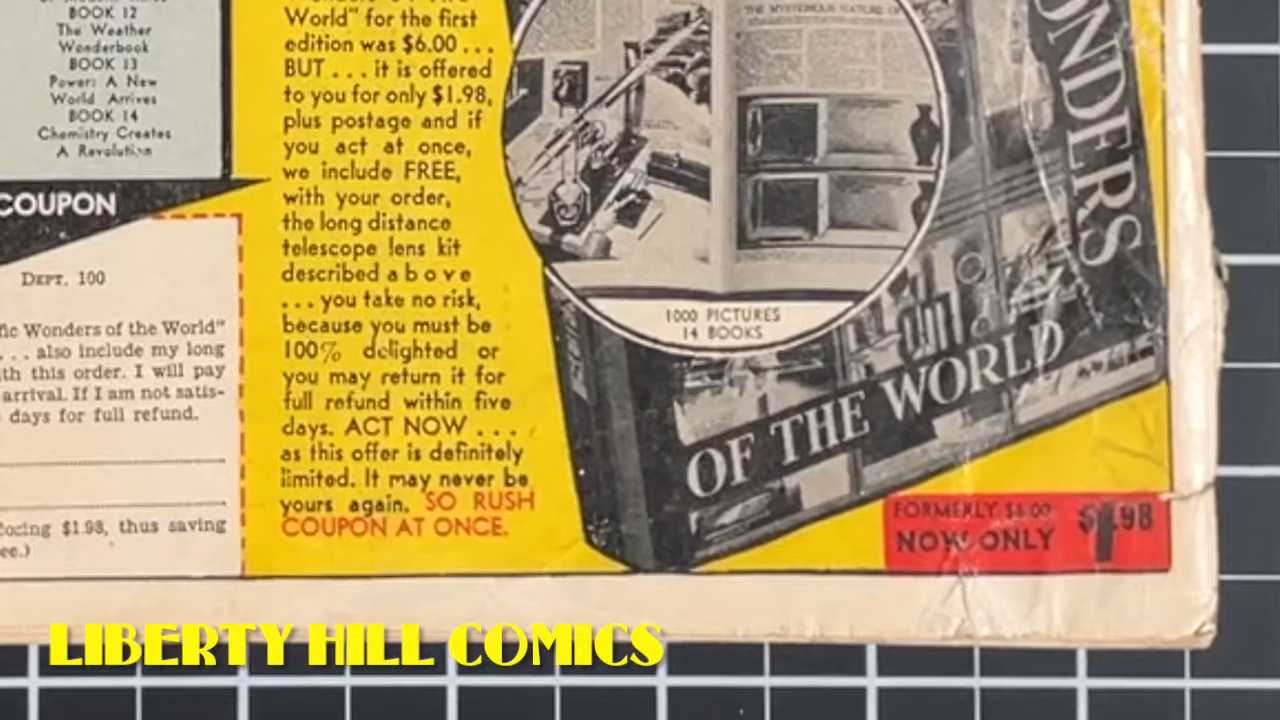 BOOK 12
The Weather
Wonderbook
BOOK 13
Power: A New
World Arrives
BOOK 14
Chemistry Creates
A Revolution
COUPON
DEPT. 100
fic Wonders of the World"
. . . also include my long
ith this order. I will pay
arrival. If I am not satis-
days for full refund.
$1.98, thus saving
ee.)
World" for the first
edition was $6.00 . . .
BUT . . . it is offered
to you for only $1.98,
plus postage and if
you act at once,
we include FREE,
with your order,
the long distance
telescope lens kit
described above
. . . you take no risk,
because you must be
100% delighted or
you may return it for
full refund within five
days. ACT NOW . . .
as this offer is definitely
limited. It may never be
yours again. SO RUSH
COUPON AT ONCE.
THE MYSTERIOUS NATURE OF
1000 PICTURES
14 BOOKS
ONDERS
OF THE WORLD
FORMERLY $6.00
NOW ONLY $1.98
LIBERTY HILL COMICS